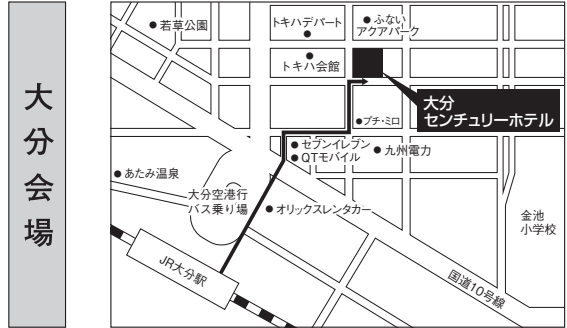 大分会場
若草公園
トキハデパート
ふない
アクアパーク
トキハ会館
大分
センチュリーホテル
プチ・ミロ
セブンイレブン
QTモバイル
九州電力
あたみ温泉
大分空港行
バス乗り場
オリックスレンタカー
金池
小学校
JR大分駅
国道10号線